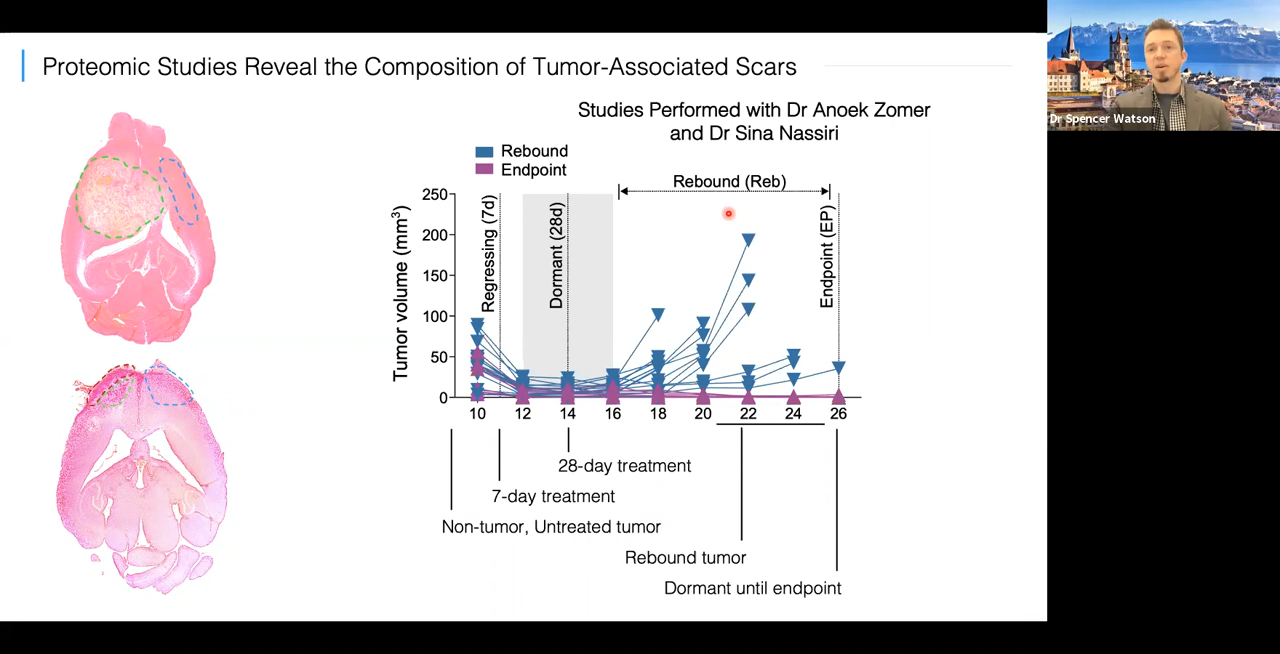 Proteomic Studies Reveal the Composition of Tumor-Associated Scars
Dr Spencer Watson
Studies Performed with Dr Anoek Zomer
and Dr Sina Nassiri
Rebound
Endpoint
Rebound (Reb)
Tumor volume (mm³)
250
200
150
100
50
0
Regressing (7d)
Dormant (28d)
Endpoint (EP)
10 12 14 16 18 20 22 24 26
28-day treatment
7-day treatment
Non-tumor, Untreated tumor
Rebound tumor
Dormant until endpoint